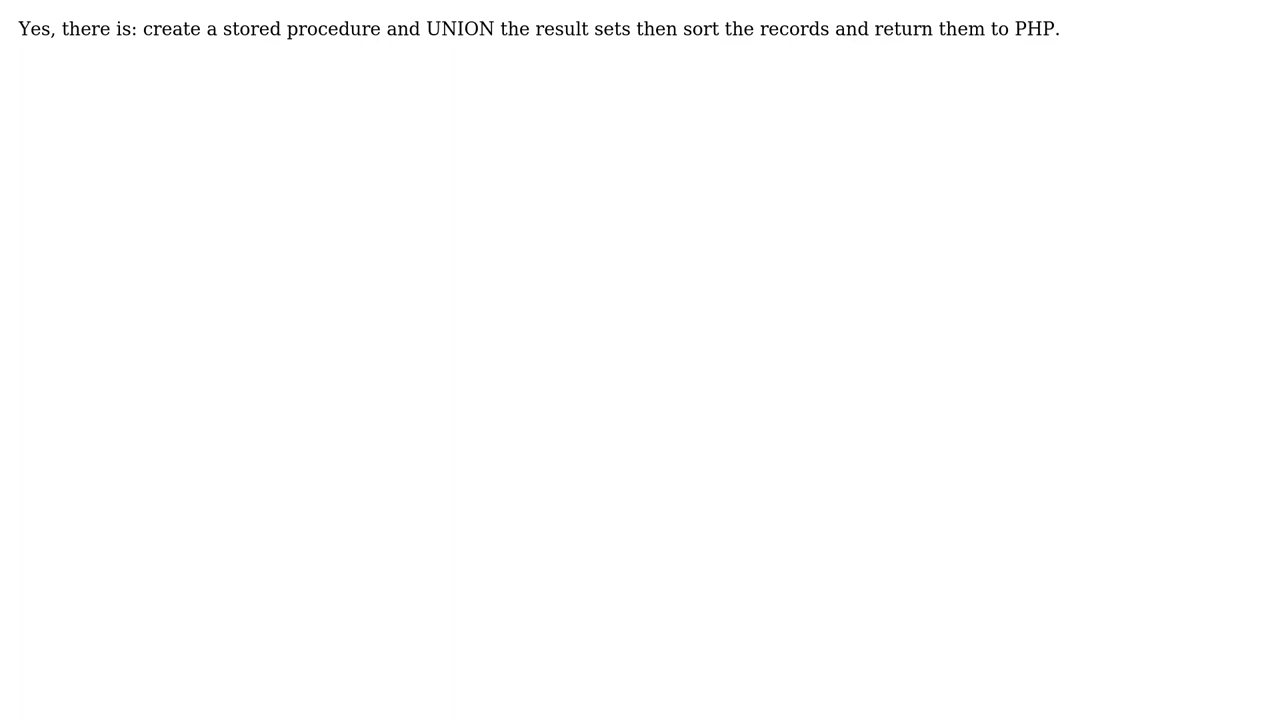 Yes, there is: create a stored procedure and UNION the result sets then sort the records and return them to PHP.